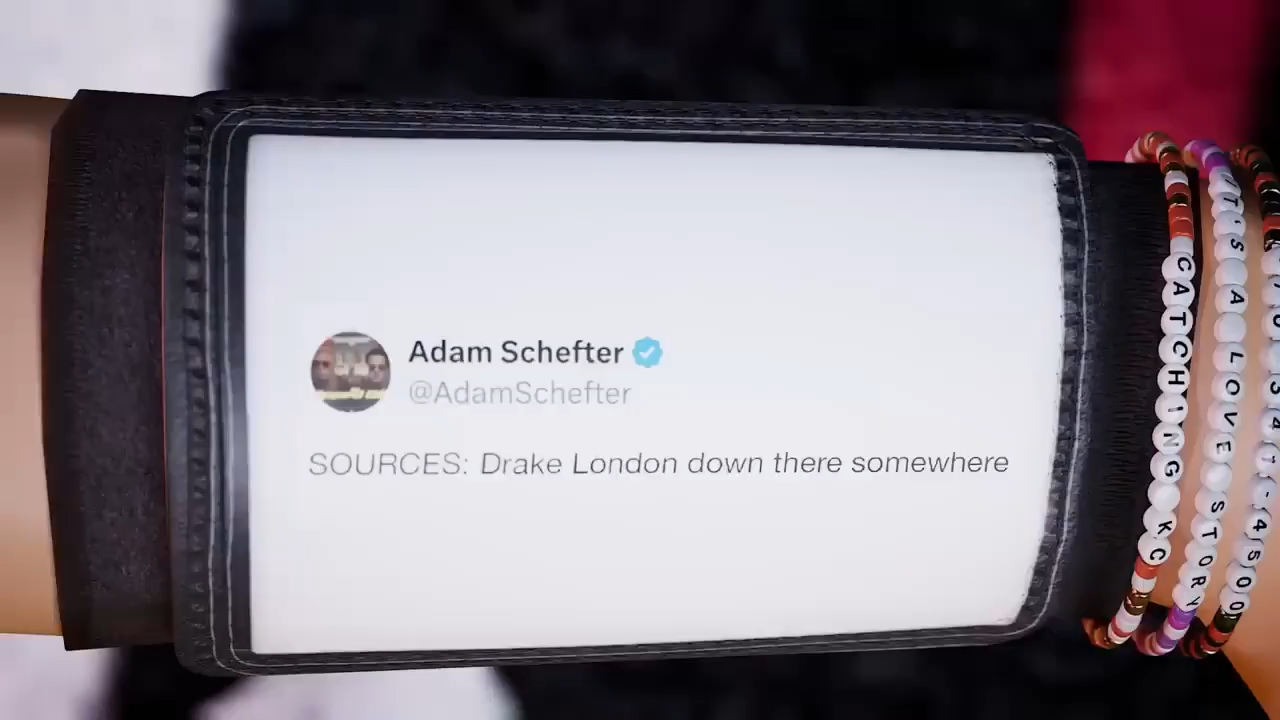 Adam Schefter
@AdamSchefter
SOURCES: Drake London down there somewhere
CATCHING KC
IT'S A LOVE STORY